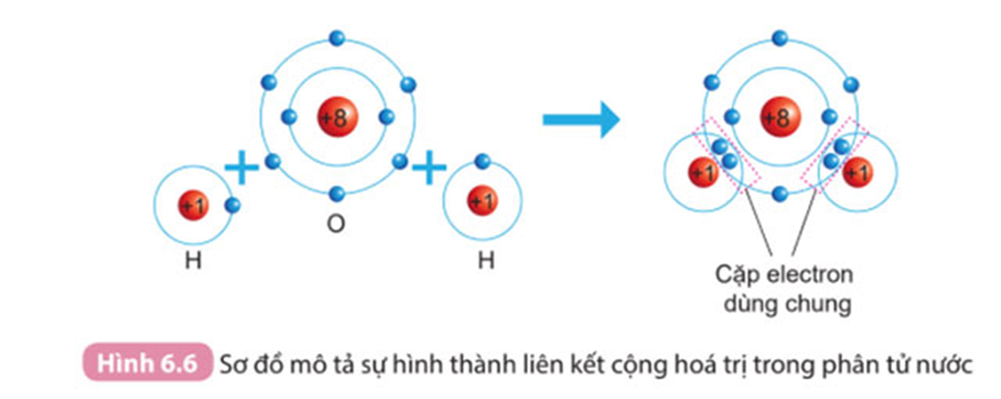 +8
+1
+
+
+1
O
H
H
+8
+1
+1
Cặp electron
dùng chung
Hình 6.6 Sơ đồ mô tả sự hình thành liên kết cộng hoá trị trong phân tử nước